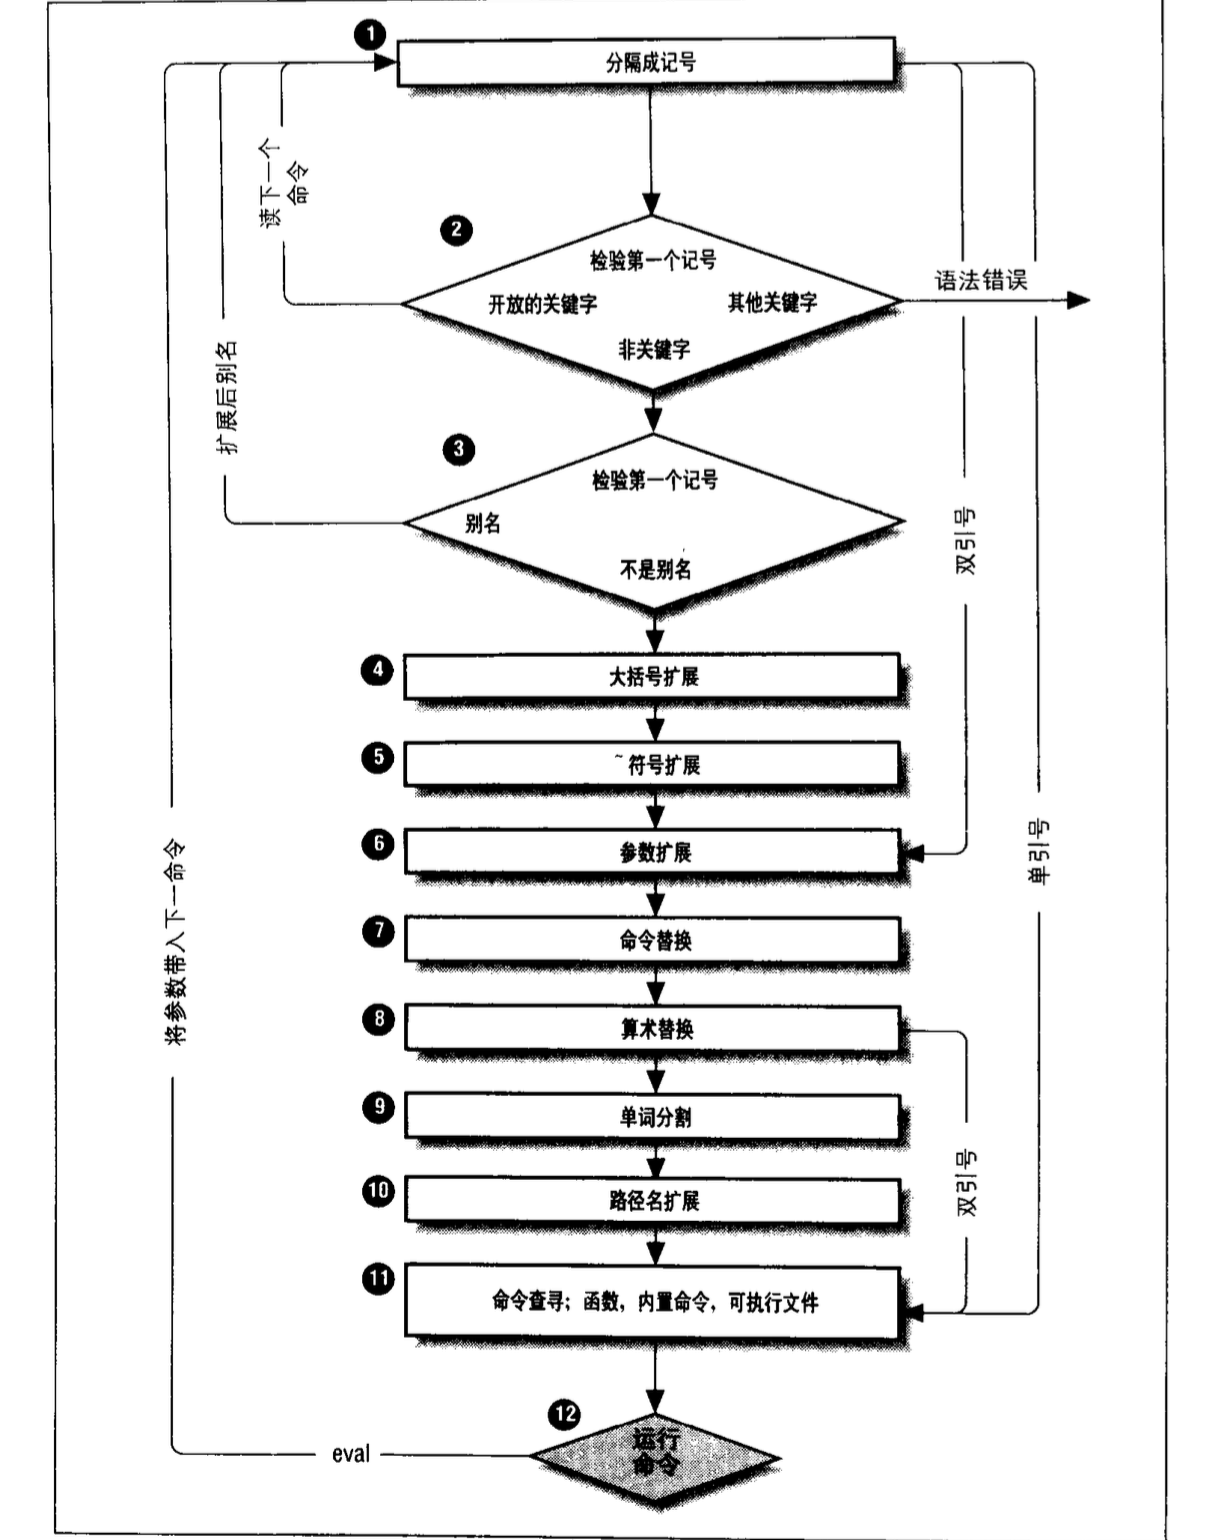 1
分隔成记号
读下一个
命令
2
检验第一个记号
开放的关键字
其他关键字
非关键字
语法错误
扩展后别名
3
检验第一个记号
别名
不是别名
双引号
4
大括号扩展
5
~符号扩展
6
参数扩展
单引号
将参数带入下一命令
7
命令替换
8
算术替换
9
单词分割
双引号
10
路径名扩展
11
命令查寻；函数，内置命令，可执行文件
12
运行
命令
eval